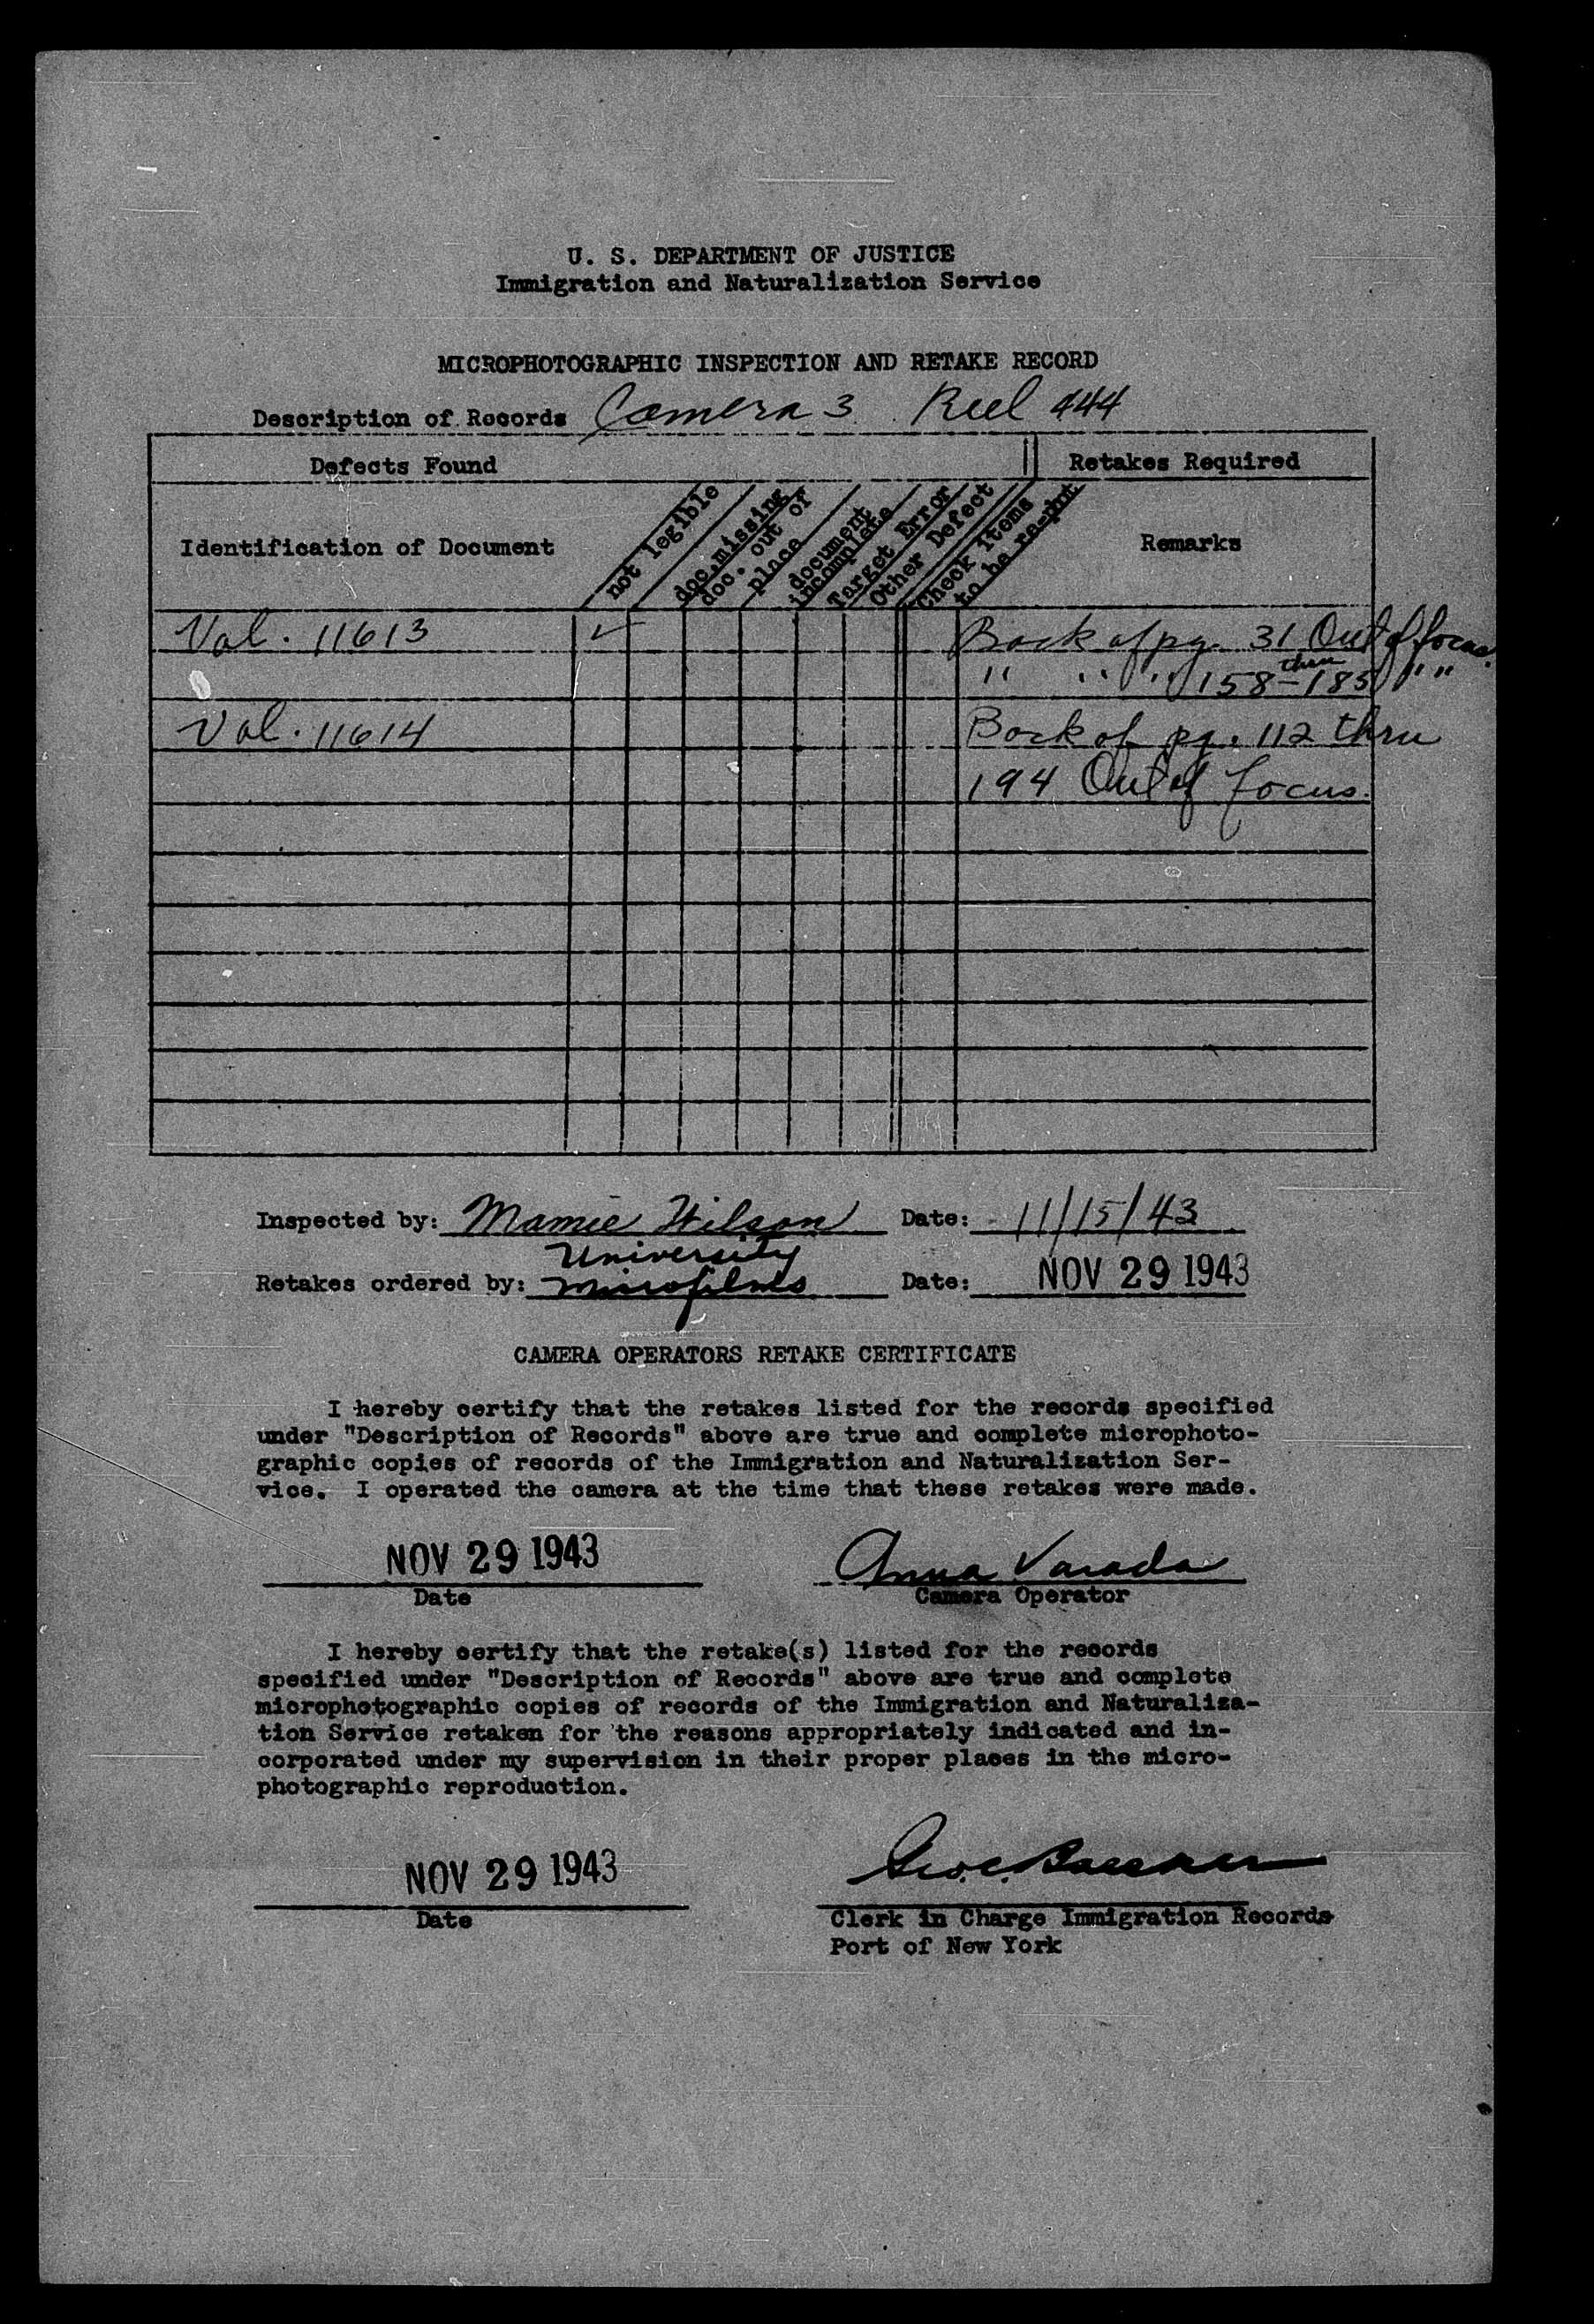 U. S. DEPARTMENT OF JUSTICE
Immigration and Naturalization Service
MICROPHOTOGRAPHIC INSPECTION AND RETAKE RECORD
Description of Records Camera 3 Reel 444
Defects Found Retakes Required
Identification of Document
not legible
doc. missing
doc. out of
place
document
incomplete
Target Error
Other Defect
Check items
to be re-phot
Remarks
Vol. 11613 ✓ Back of pg. 31 Out of focus.
" " " 158 - thru 185 " "
Vol. 11614 Back of pg. 112 thru
194 Out of focus.
Inspected by: Mamie Wilson Date: 11/15/43
University
Retakes ordered by: Microfilms Date: NOV 29 1943
CAMERA OPERATORS RETAKE CERTIFICATE
I hereby certify that the retakes listed for the records specified
under "Description of Records" above are true and complete microphoto-
graphic copies of records of the Immigration and Naturalization Ser-
vice. I operated the camera at the time that these retakes were made.
NOV 29 1943 Anna Varada
Date Camera Operator
I hereby certify that the retake(s) listed for the records
specified under "Description of Records" above are true and complete
microphotographic copies of records of the Immigration and Naturaliza-
tion Service retaken for the reasons appropriately indicated and in-
corporated under my supervision in their proper places in the micro-
photographic reproduction.
NOV 29 1943 Geo. C.
Date Clerk in Charge Immigration Records
Port of New York